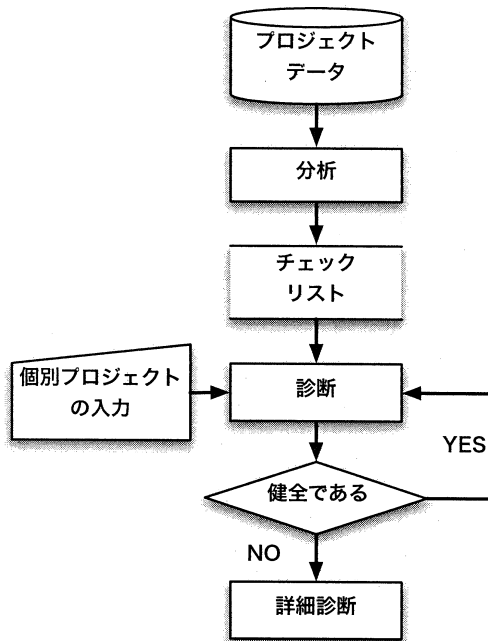 プロジェクト
データ
分析
チェック
リスト
個別プロジェクト
の入力
診断
YES
健全である
NO
詳細診断